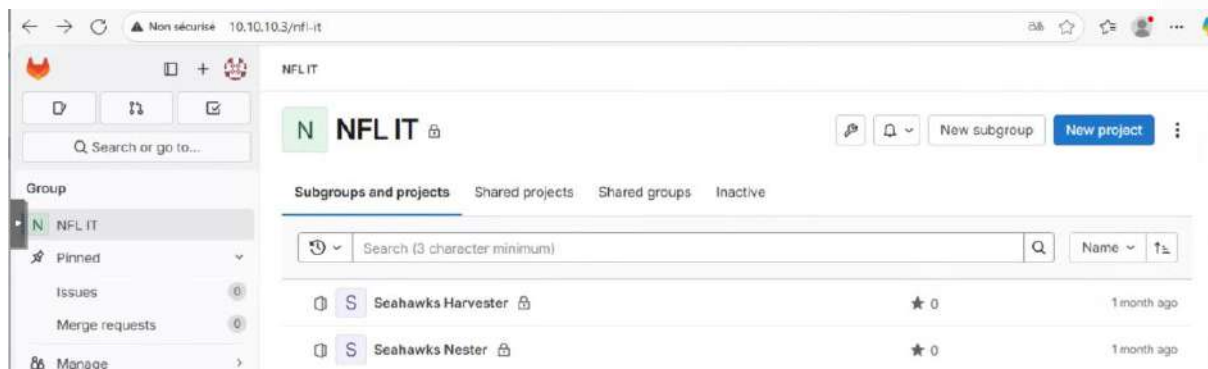 Non sécurisé 10.10.10.3/nfl-it
NFL IT
N NFL IT
New subgroup
New project
Search or go to...
Group
N NFL IT
Pinned
Issues 0
Merge requests 0
Manage
Subgroups and projects Shared projects Shared groups Inactive
Search (3 character minimum)
Name
S Seahawks Harvester 0 1 month ago
S Seahawks Nester 0 1 month ago